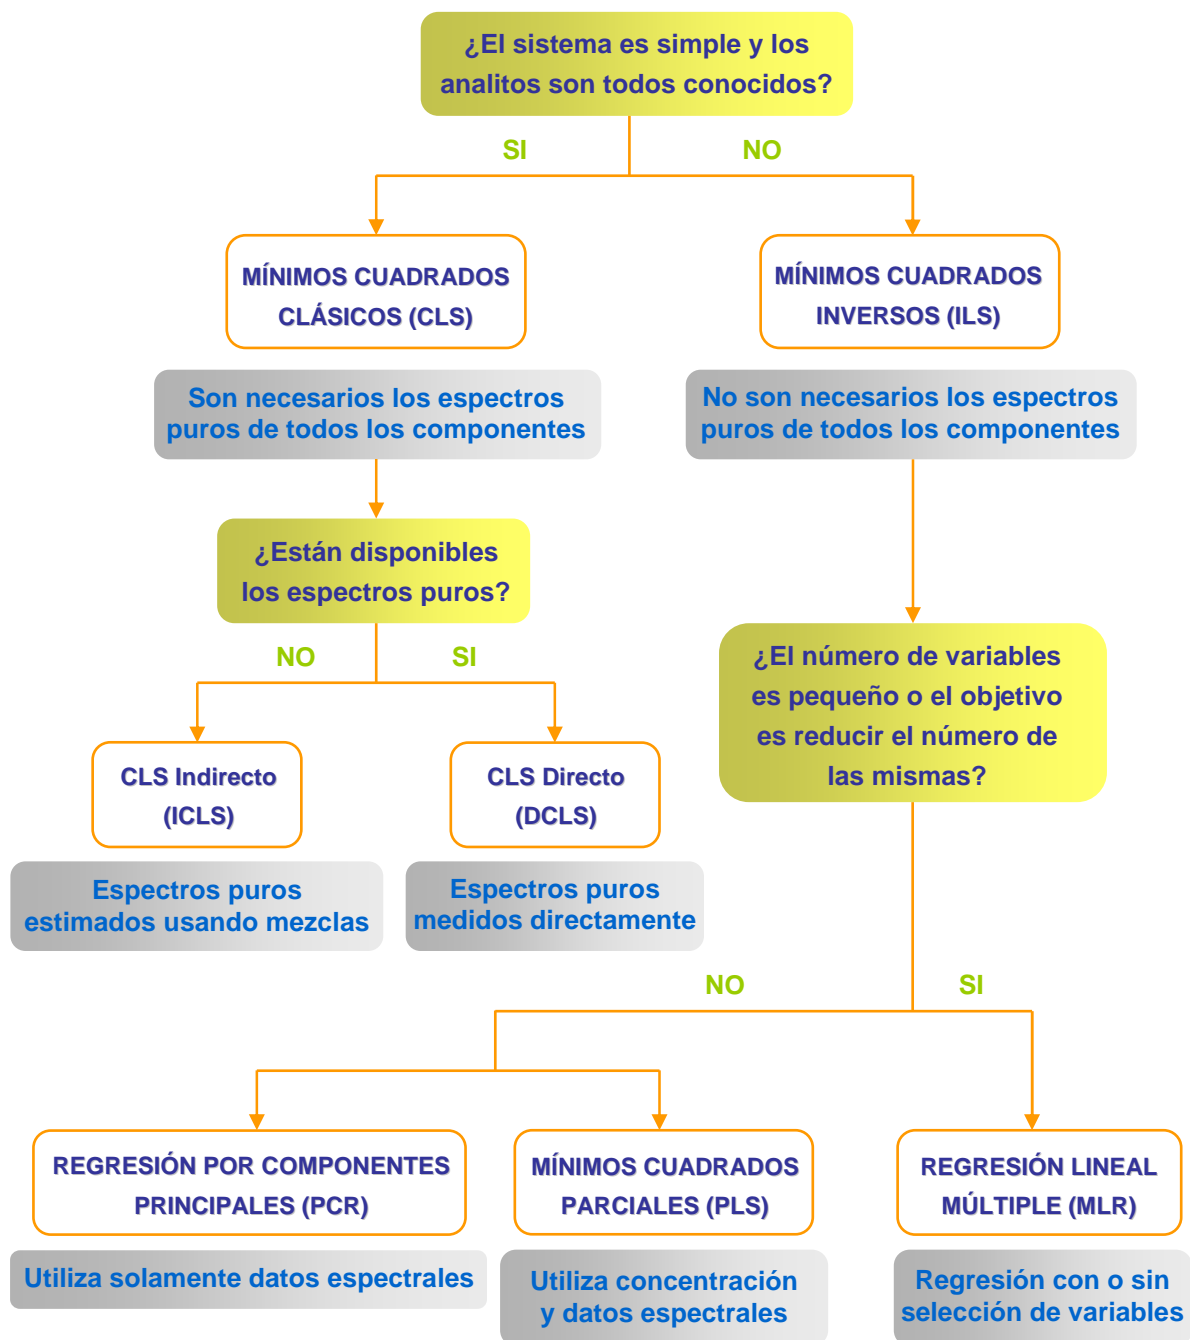 ¿El sistema es simple y los
analitos son todos conocidos?
SI
NO
MÍNIMOS CUADRADOS
CLÁSICOS (CLS)
MÍNIMOS CUADRADOS
INVERSOS (ILS)
Son necesarios los espectros
puros de todos los componentes
No son necesarios los espectros
puros de todos los componentes
¿Están disponibles
los espectros puros?
NO
SI
¿El número de variables
es pequeño o el objetivo
es reducir el número de
las mismas?
CLS Indirecto
(ICLS)
CLS Directo
(DCLS)
Espectros puros
estimados usando mezclas
Espectros puros
medidos directamente
NO
SI
REGRESIÓN POR COMPONENTES
PRINCIPALES (PCR)
MÍNIMOS CUADRADOS
PARCIALES (PLS)
REGRESIÓN LINEAL
MÚLTIPLE (MLR)
Utiliza solamente datos espectrales
Utiliza concentración
y datos espectrales
Regresión con o sin
selección de variables